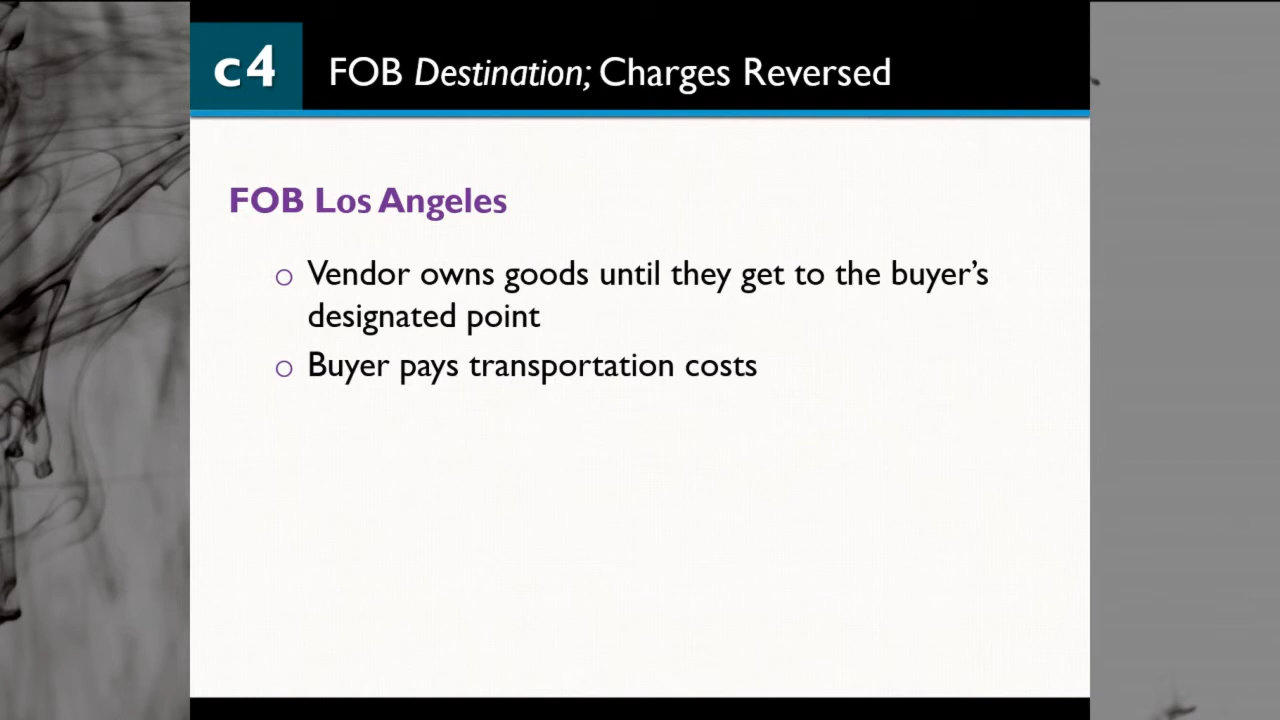 c4
FOB Destination; Charges Reversed
FOB Los Angeles
o Vendor owns goods until they get to the buyer’s
designated point
o Buyer pays transportation costs